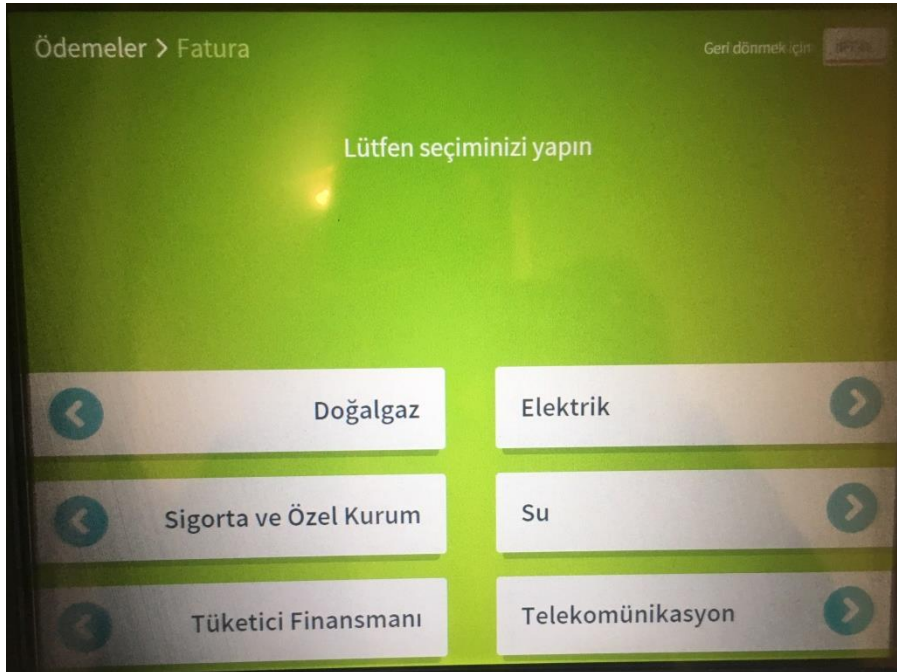 Ödemeler > Fatura
Geri dönmek için
Lütfen seçiminizi yapın
Doğalgaz
Elektrik
Sigorta ve Özel Kurum
Su
Tüketici Finansmanı
Telekomünikasyon